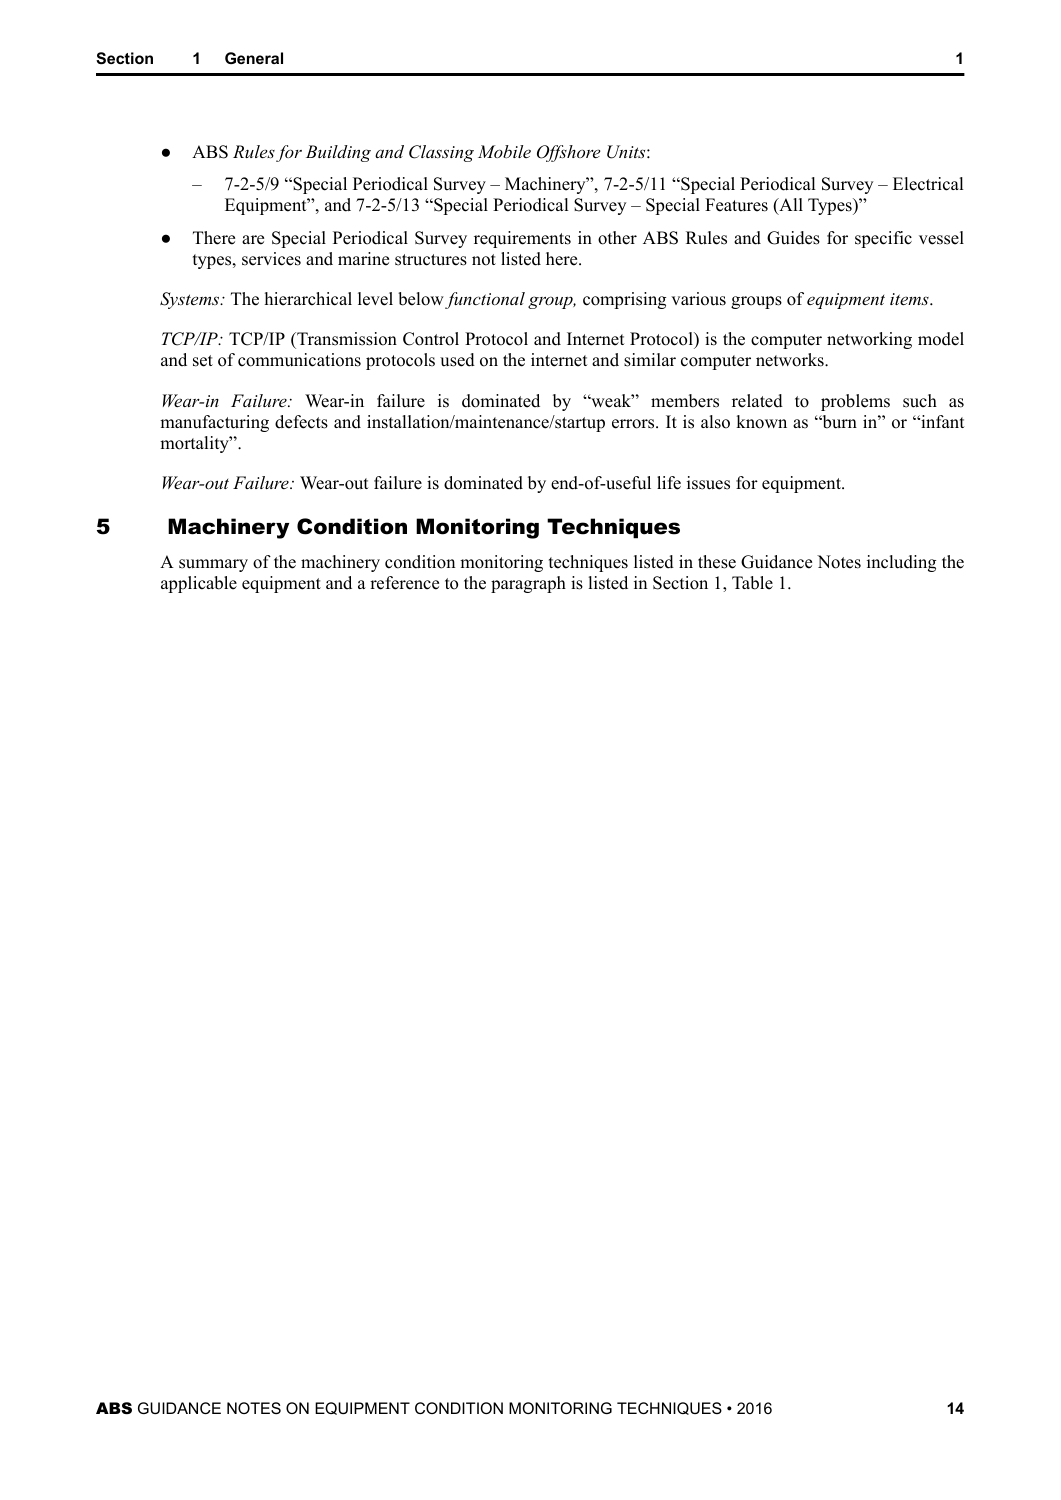 Section 1 General 1
● ABS Rules for Building and Classing Mobile Offshore Units:
– 7-2-5/9 “Special Periodical Survey – Machinery”, 7-2-5/11 “Special Periodical Survey – Electrical
Equipment”, and 7-2-5/13 “Special Periodical Survey – Special Features (All Types)”
● There are Special Periodical Survey requirements in other ABS Rules and Guides for specific vessel
types, services and marine structures not listed here.
Systems: The hierarchical level below functional group, comprising various groups of equipment items.
TCP/IP: TCP/IP (Transmission Control Protocol and Internet Protocol) is the computer networking model
and set of communications protocols used on the internet and similar computer networks.
Wear-in Failure: Wear-in failure is dominated by “weak” members related to problems such as
manufacturing defects and installation/maintenance/startup errors. It is also known as “burn in” or “infant
mortality”.
Wear-out Failure: Wear-out failure is dominated by end-of-useful life issues for equipment.
5 Machinery Condition Monitoring Techniques
A summary of the machinery condition monitoring techniques listed in these Guidance Notes including the
applicable equipment and a reference to the paragraph is listed in Section 1, Table 1.
ABS GUIDANCE NOTES ON EQUIPMENT CONDITION MONITORING TECHNIQUES • 2016 14